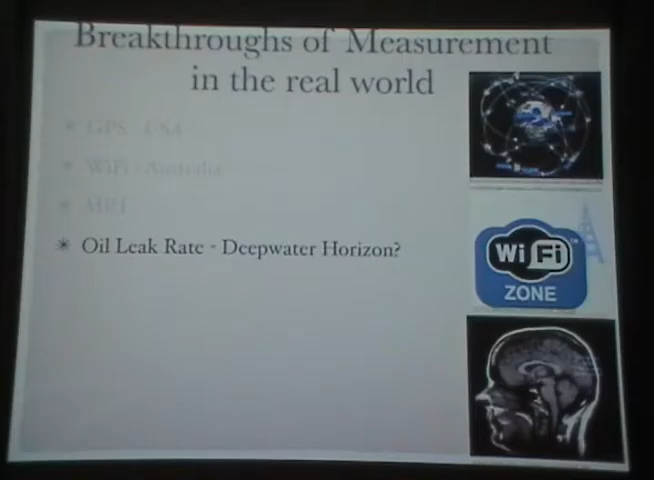 Breakthroughs of Measurement
in the real world
* GPS - USA
* WiFi - Australia
* MRI
* Oil Leak Rate - Deepwater Horizon?
Wi Fi
ZONE